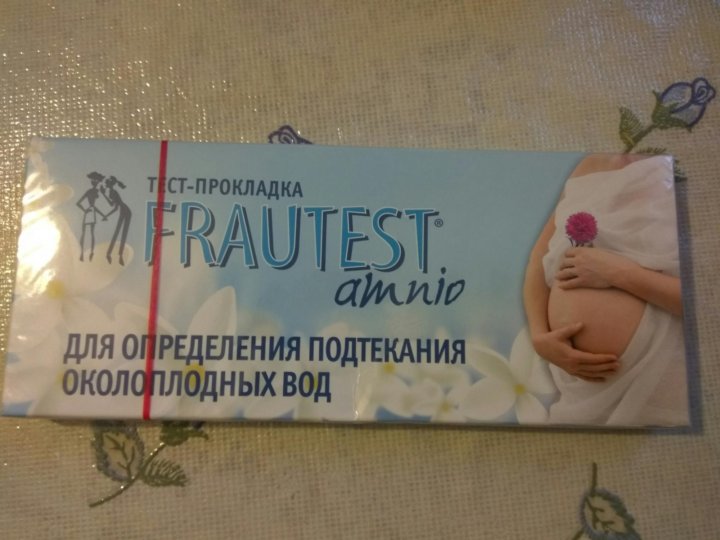 ТЕСТ-ПРОКЛАДКА
FRAUTEST®
amnio
ДЛЯ ОПРЕДЕЛЕНИЯ ПОДТЕКАНИЯ
ОКОЛОПЛОДНЫХ ВОД